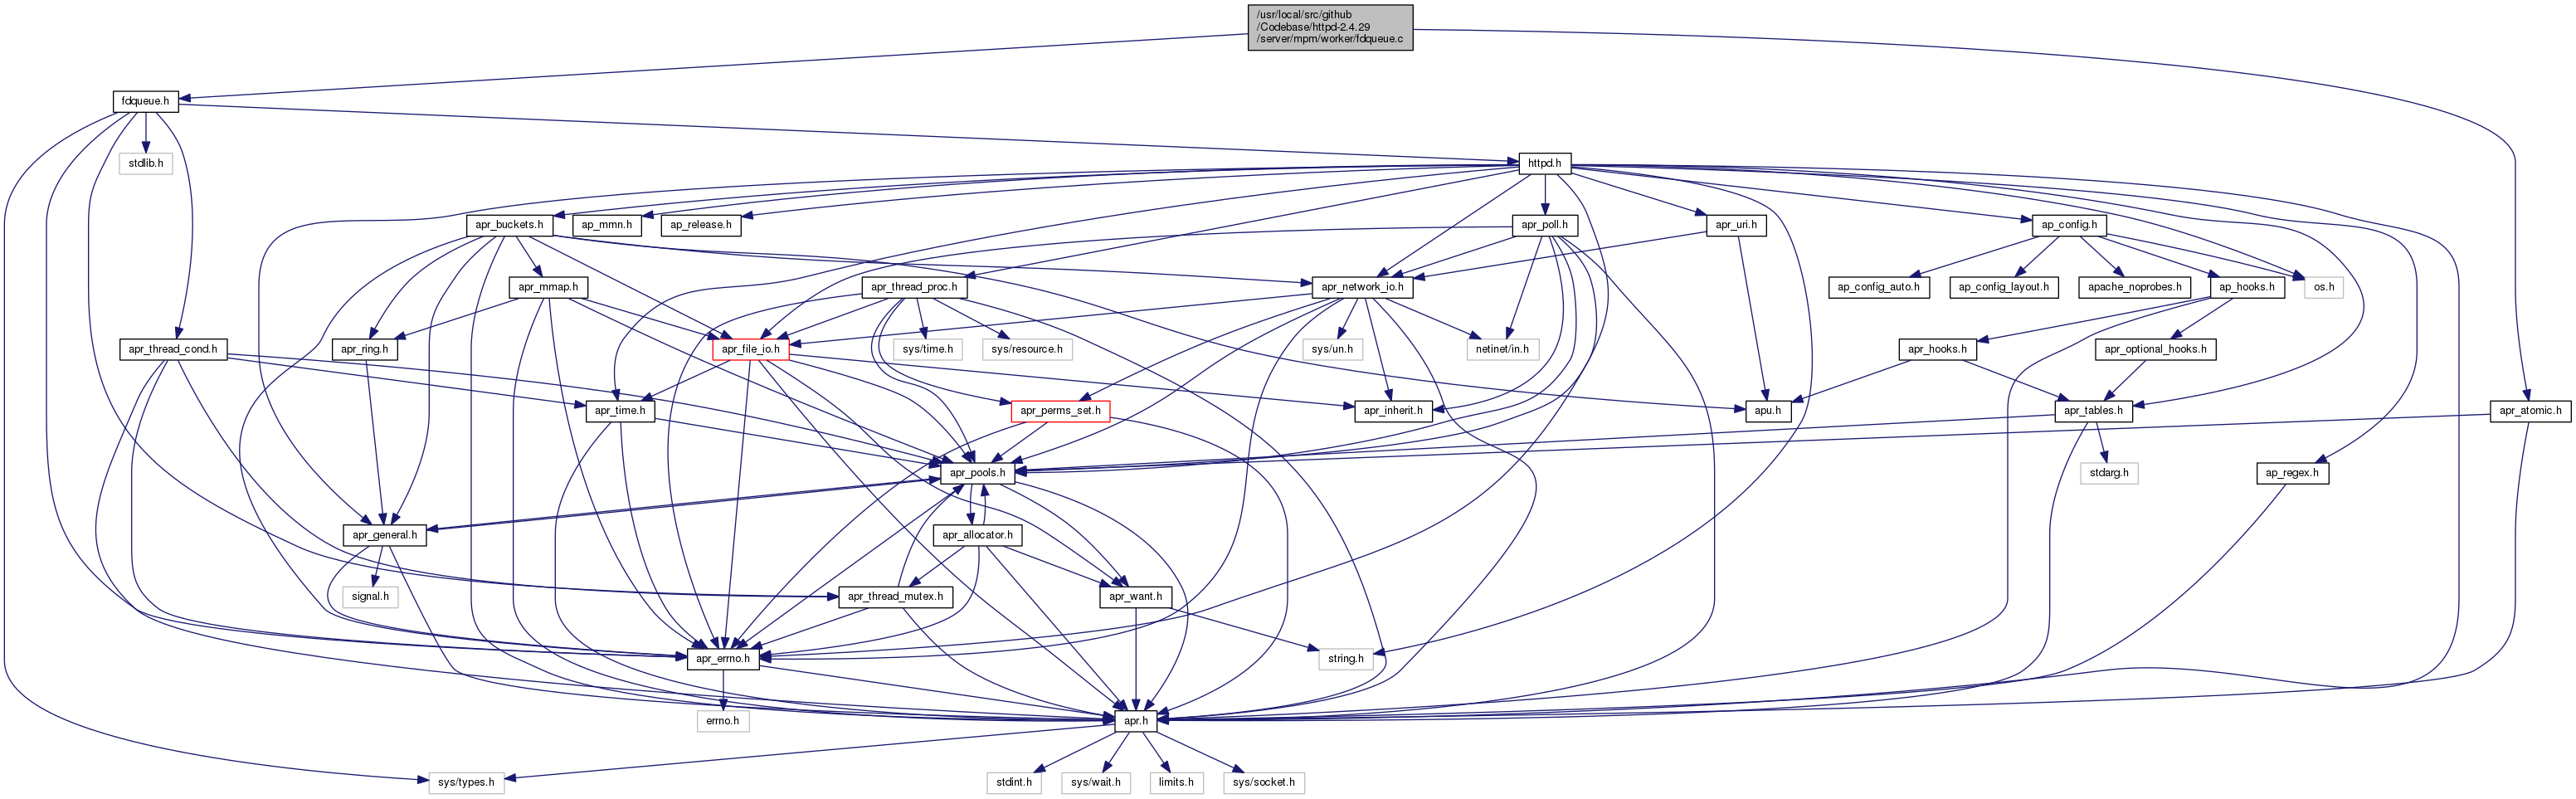 /usr/local/src/github
/Codebase/httpd-2.4.29
/server/mpm/worker/fdqueue.c
fdqueue.h
stdlib.h
httpd.h
apr_buckets.h
ap_mmn.h
ap_release.h
apr_poll.h
apr_uri.h
ap_config.h
apr_mmap.h
apr_thread_proc.h
apr_network_io.h
ap_config_auto.h
ap_config_layout.h
apache_noprobes.h
ap_hooks.h
os.h
apr_thread_cond.h
apr_ring.h
apr_file_io.h
sys/time.h
sys/resource.h
sys/un.h
netinet/in.h
apr_hooks.h
apr_optional_hooks.h
apr_time.h
apr_perms_set.h
apr_inherit.h
apu.h
apr_tables.h
apr_atomic.h
apr_pools.h
stdarg.h
ap_regex.h
apr_general.h
apr_allocator.h
signal.h
apr_thread_mutex.h
apr_want.h
apr_errno.h
string.h
errno.h
apr.h
sys/types.h
stdint.h
sys/wait.h
limits.h
sys/socket.h